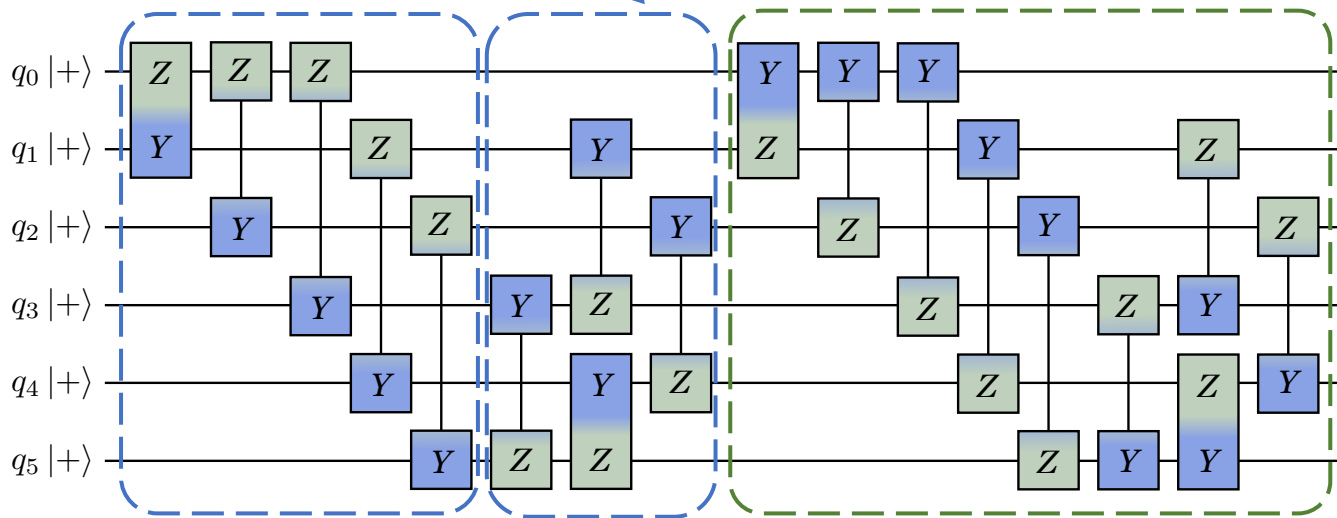 q₀ |+⟩ Z Z Z Y Y Y
q₁ |+⟩ Y Z Y Z Y Z
q₂ |+⟩ Y Z Y Z Y Z
q₃ |+⟩ Y Y Z Z Z Y
q₄ |+⟩ Y Y Z Z Z Y
q₅ |+⟩ Y Z Z Z Y Y